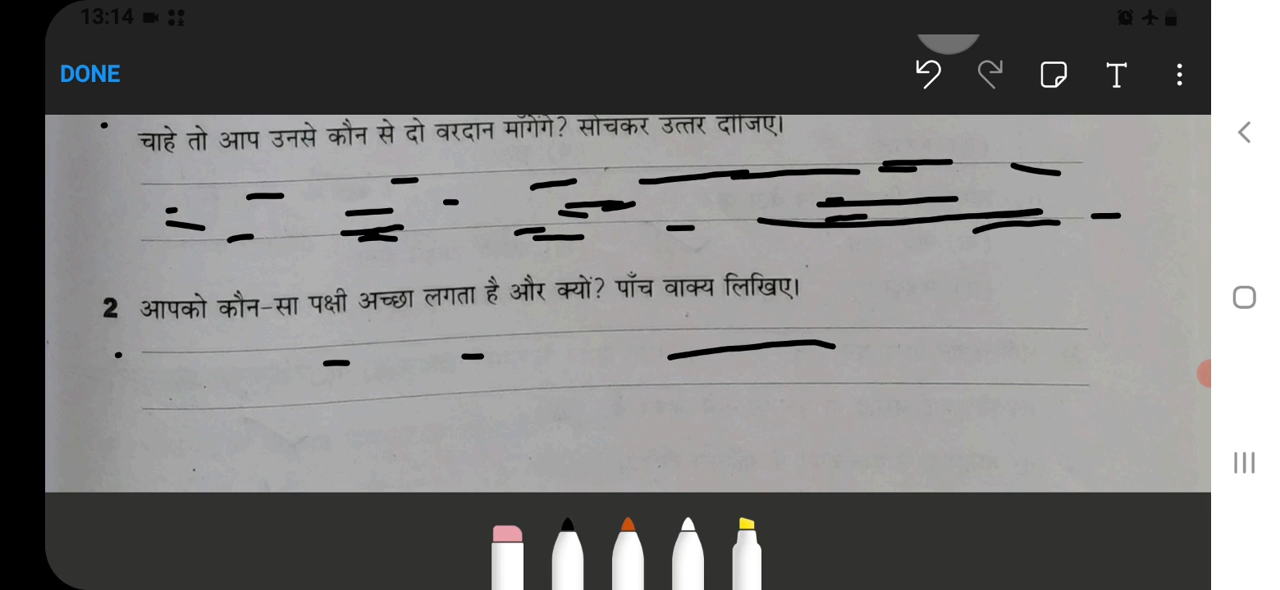 13:14
DONE
T
चाहे तो आप उनसे कौन से दो वरदान माँगेंगे? सोचकर उत्तर दीजिए।
2 आपको कौन-सा पक्षी अच्छा लगता है और क्यों? पाँच वाक्य लिखिए।